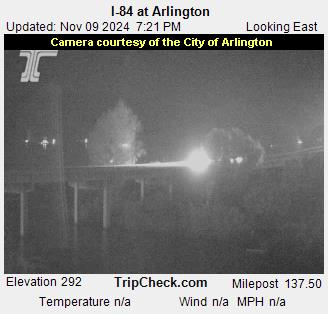 I-84 at Arlington
Updated: Nov 09 2024 7:21 PM Looking East
Camera courtesy of the City of Arlington
Elevation 292 TripCheck.com Milepost 137.50
Temperature n/a Wind n/a MPH n/a